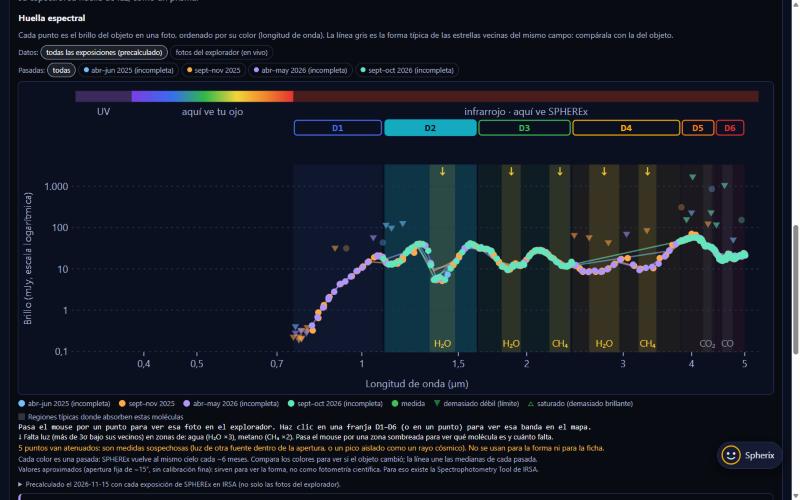 Huella espectral
Cada punto es el brillo del objeto en una foto, ordenado por su color (longitud de onda). La línea gris es la forma típica de las estrellas vecinas del mismo campo: compárala con la del objeto.
Datos: todas las exposiciones (precalculado) fotos del explorador (en vivo)
Pasadas: todas abr–jun 2025 (incompleta) sept–nov 2025 abr–may 2026 (incompleta) sept–oct 2026 (incompleta)
UV aquí ve tu ojo infrarrojo · aquí ve SPHEREx
D1 D2 D3 D4 D5 D6
Brillo (mJy, escala logarítmica)
1.000
100
10
1
0,1
H₂O H₂O CH₄ H₂O CH₄ CO₂ CO
0,4 0,5 0,7 1 1,5 2 3 4 5
Longitud de onda (µm)
abr–jun 2025 (incompleta) sept–nov 2025 abr–may 2026 (incompleta) sept–oct 2026 (incompleta) medida demasiado débil (límite) saturado (demasiado brillante)
Regiones típicas donde absorben estas moléculas
Pasa el mouse por un punto para ver esa foto en el explorador. Haz clic en una franja D1–D6 (o en un punto) para ver esa banda en el mapa.
↓ Falta luz (más de 3σ bajo sus vecinos) en zonas de: agua (H₂O ×3), metano (CH₄ ×2). Pasa el mouse por una zona sombreada para ver qué molécula es y cuánto falta.
5 puntos van atenuados: son medidas sospechosas (luz de otra fuente dentro de la apertura, o un pico aislado como un rayo cósmico). No se usan para la forma ni para la ficha.
Cada color es una pasada: SPHEREx vuelve al mismo cielo cada ~6 meses. Compara los colores para ver si el objeto cambió; la línea une las medianas de cada pasada.
Valores aproximados (apertura fija de ~15″, sin calibración fina): sirven para ver la forma, no como fotometría científica. Para eso existe la Spectrophotometry Tool de IRSA.
▸ Precalculado el 2026-11-15 con cada exposición de SPHEREx en IRSA (no solo las fotos del explorador).
Spherix